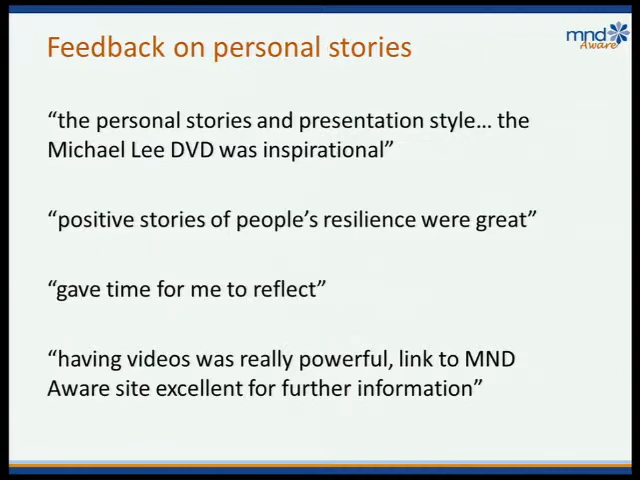 Feedback on personal stories
mnd
Aware
“the personal stories and presentation style… the
Michael Lee DVD was inspirational”
“positive stories of people’s resilience were great”
“gave time for me to reflect”
“having videos was really powerful, link to MND
Aware site excellent for further information”